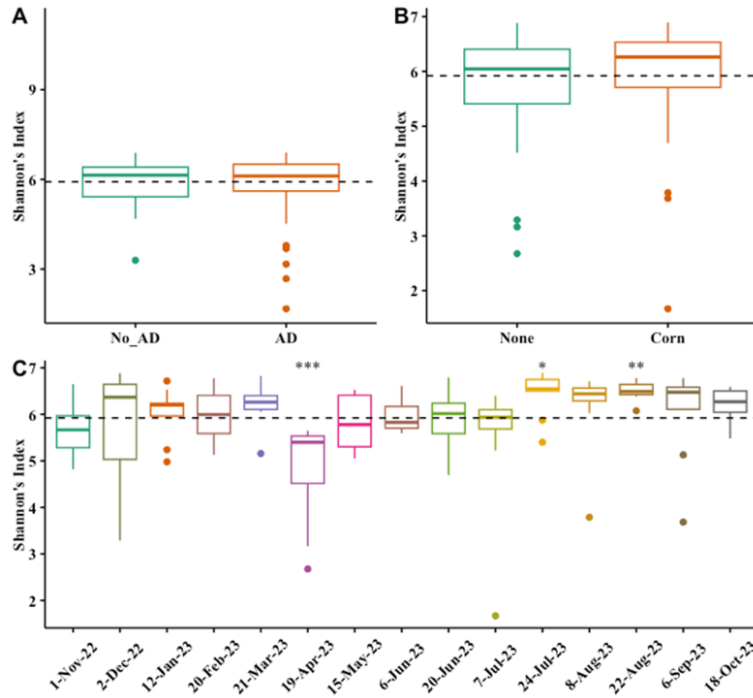 A
Shannon's Index
9
6
3
No_AD AD
B
Shannon's Index
7
6
5
4
3
2
None Corn
C
*** * **
Shannon's Index
7
6
5
4
3
2
1-Nov-22 2-Dec-22 12-Jan-23 20-Feb-23 21-Mar-23 19-Apr-23 15-May-23 6-Jun-23 20-Jun-23 7-Jul-23 24-Jul-23 8-Aug-23 22-Aug-23 6-Sep-23 18-Oct-23